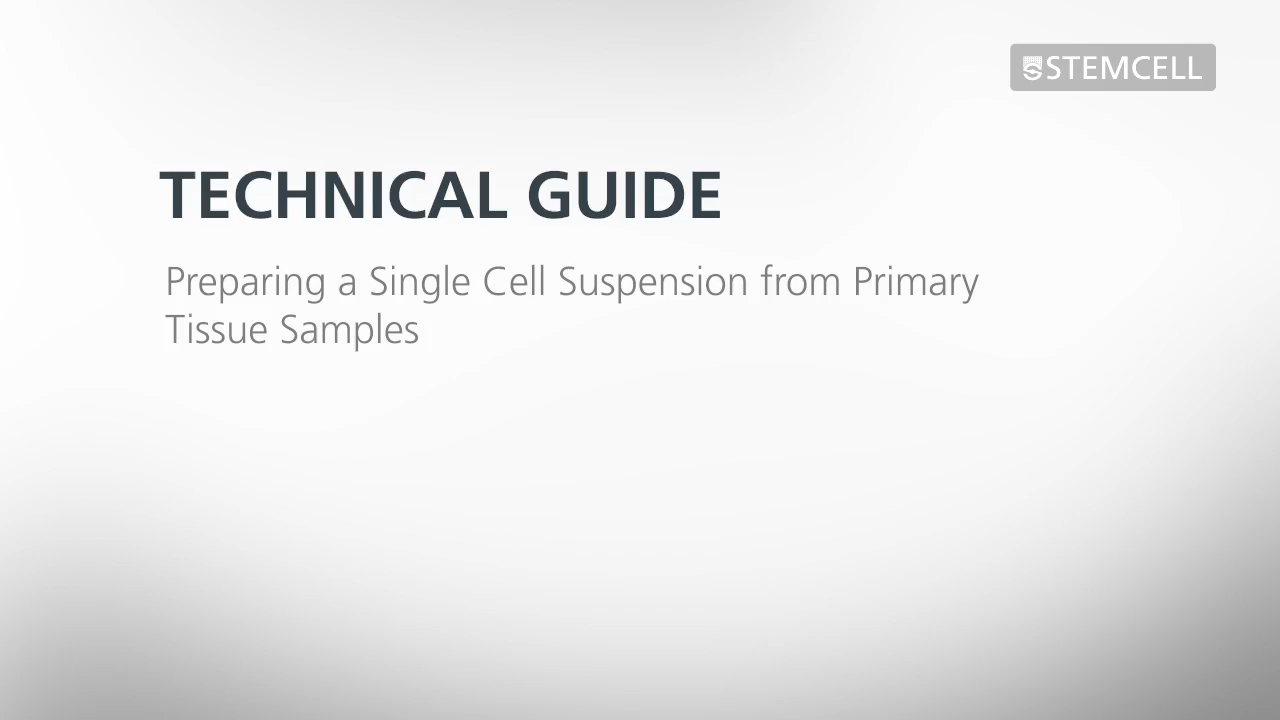 STEMCELL
TECHNICAL GUIDE
Preparing a Single Cell Suspension from Primary
Tissue Samples